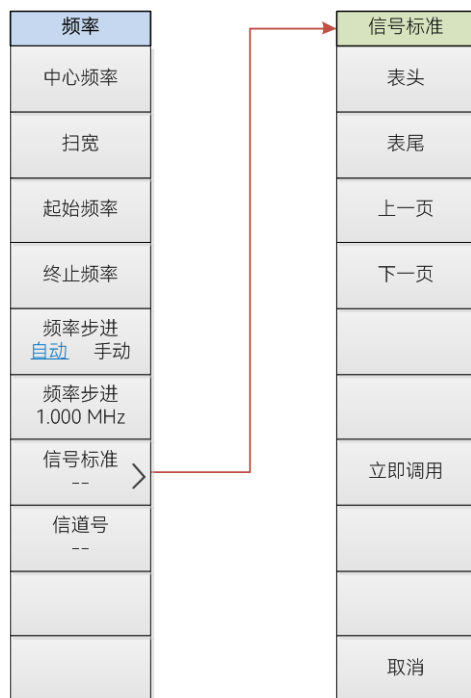 频率
中心频率
扫宽
起始频率
终止频率
频率步进
自动 手动
频率步进
1.000 MHz
信号标准
--
信道号
--
信号标准
表头
表尾
上一页
下一页
立即调用
取消